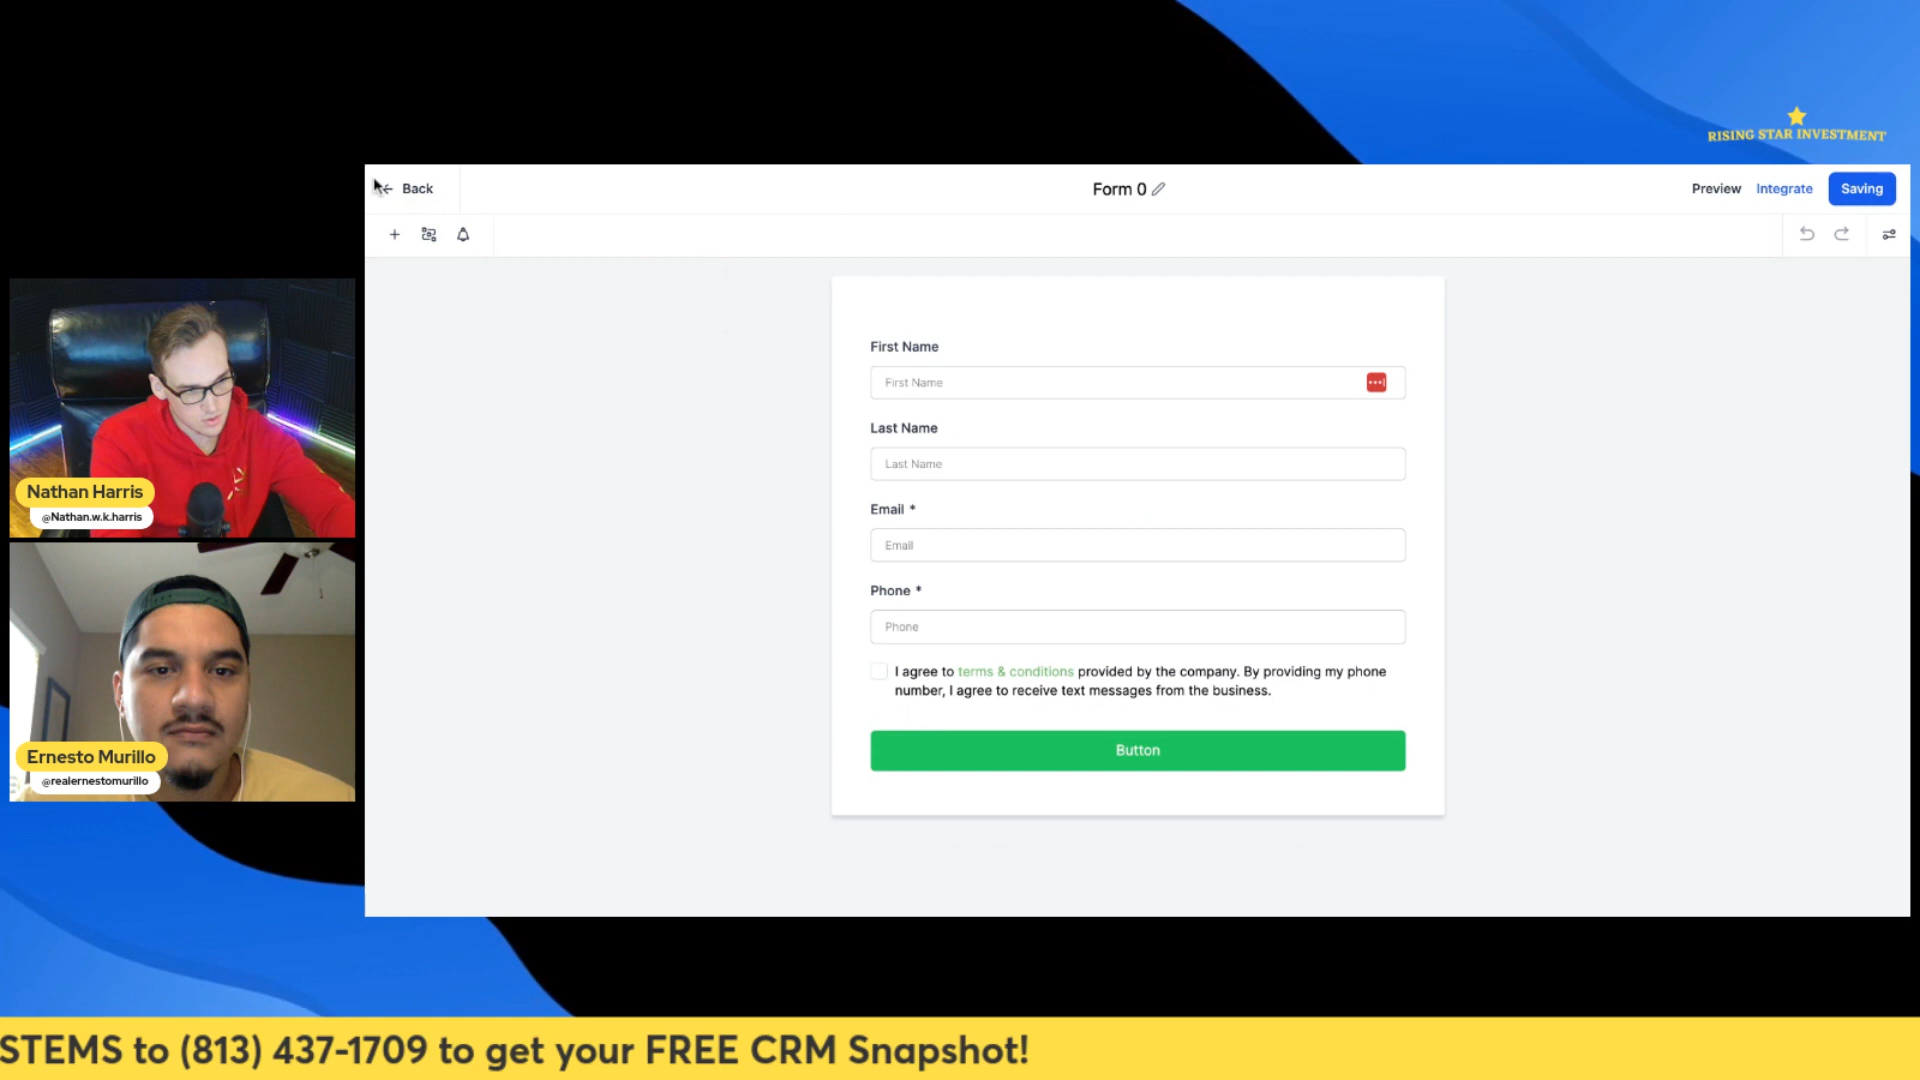 RISING STAR INVESTMENT
Back
Form 0
Preview
Integrate
Saving
First Name
First Name
Last Name
Last Name
Email *
Email
Phone *
Phone
I agree to terms & conditions provided by the company. By providing my phone
number, I agree to receive text messages from the business.
Button
Nathan Harris
@Nathan.w.k.harris
Ernesto Murillo
@realernestomurillo
STEMS to (813) 437-1709 to get your FREE CRM Snapshot!